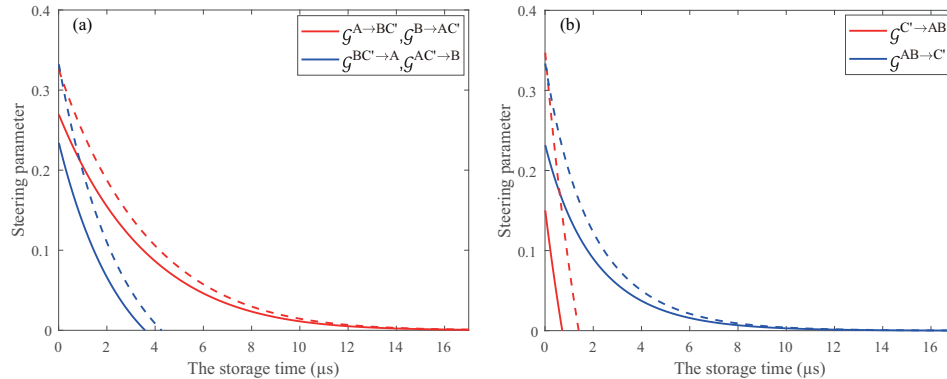 (a)
𝒢^{A→BC'},𝒢^{B→AC'}
𝒢^{BC'→A},𝒢^{AC'→B}
Steering parameter
0.4
0.3
0.2
0.1
0
0 2 4 6 8 10 12 14 16
The storage time (μs)
(b)
𝒢^{C'→AB}
𝒢^{AB→C'}
Steering parameter
0.4
0.3
0.2
0.1
0
0 2 4 6 8 10 12 14 16
The storage time (μs)